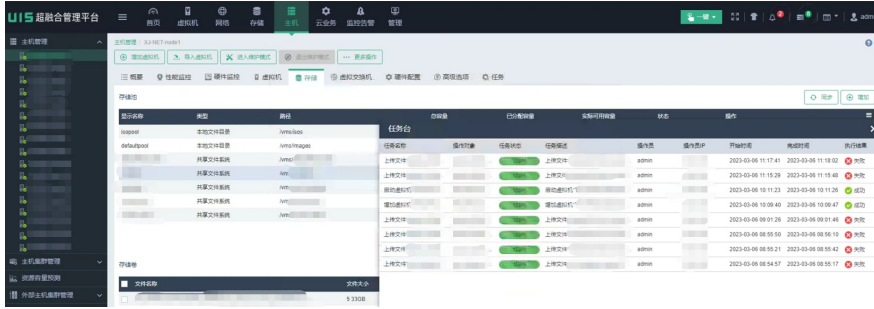 UIS 超融合管理平台
首页 虚拟机 网络 存储 主机 云业务 监控告警 管理
主机管理
主机管理 / XJ-NET-node1
增加虚拟机 导入虚拟机 进入维护模式 退出维护模式 更多操作
概要 性能监控 硬件监控 虚拟机 存储 虚拟交换机 硬件配置 高级选项 任务
存储池
同步 增加
显示名称 类型 路径 总容量 已分配容量 实际可用容量 状态 操作
isopool 本地文件目录 /vms/isos
defaultpool 本地文件目录 /vms/images
共享文件系统 /vms/
共享文件系统 /vms
共享文件系统 /vm
共享文件系统 /vms
任务台
任务名称 操作对象 任务状态 任务描述 操作员 操作员IP 开始时间 完成时间 执行结果
上传文件 上传文件 admin 2023-03-06 11:17:41 2023-03-06 11:18:02 失败
上传文件 上传文件 admin 2023-03-06 11:15:29 2023-03-06 11:15:48 失败
启动虚拟机 启动虚拟机 admin 2023-03-06 10:11:23 2023-03-06 10:11:26 成功
增加虚拟机 增加虚拟机 admin 2023-03-06 10:09:40 2023-03-06 10:09:47 成功
上传文件 上传文件 admin 2023-03-06 09:01:26 2023-03-06 09:01:46 失败
上传文件 上传文件 admin 2023-03-06 08:55:50 2023-03-06 08:56:10 失败
上传文件 上传文件 admin 2023-03-06 08:55:21 2023-03-06 08:55:42 失败
上传文件 上传文件 admin 2023-03-06 08:54:57 2023-03-06 08:55:17 失败
主机集群管理
资源容量预测
外部主机集群管理
存储卷
文件名称 文件大小
5.33GB